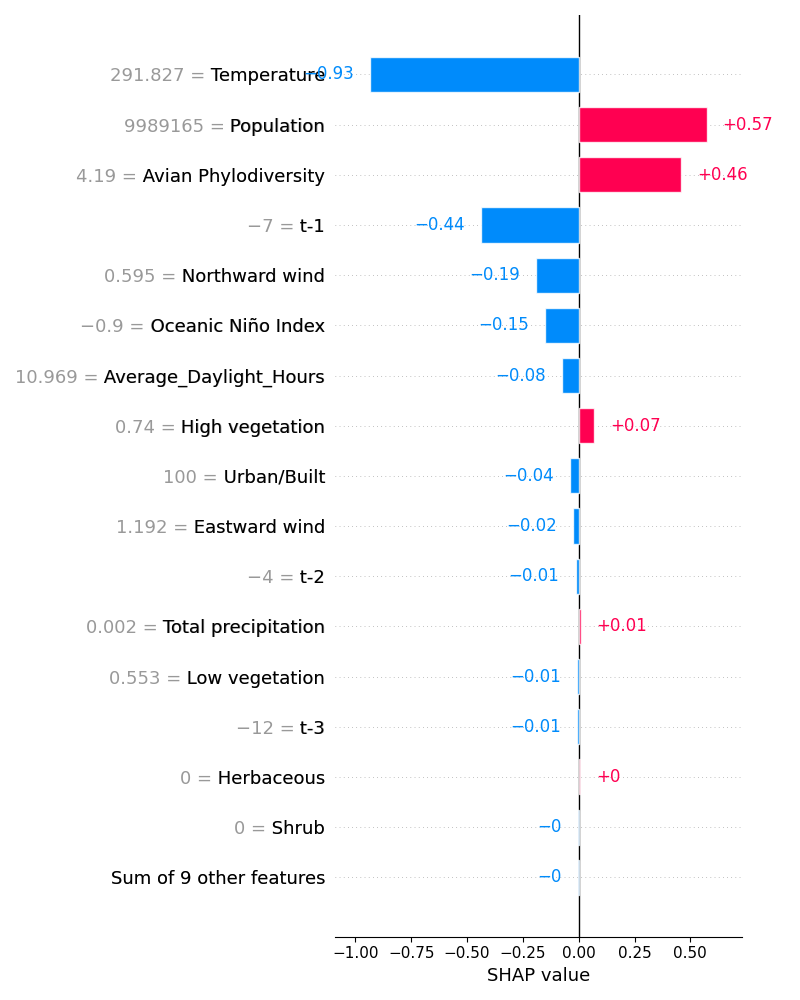 291.827 = Temperature −0.93
9989165 = Population +0.57
4.19 = Avian Phylodiversity +0.46
−7 = t-1 −0.44
0.595 = Northward wind −0.19
−0.9 = Oceanic Niño Index −0.15
10.969 = Average_Daylight_Hours −0.08
0.74 = High vegetation +0.07
100 = Urban/Built −0.04
1.192 = Eastward wind −0.02
−4 = t-2 −0.01
0.002 = Total precipitation +0.01
0.553 = Low vegetation −0.01
−12 = t-3 −0.01
0 = Herbaceous +0
0 = Shrub −0
Sum of 9 other features −0
−1.00 −0.75 −0.50 −0.25 0.00 0.25 0.50
SHAP value